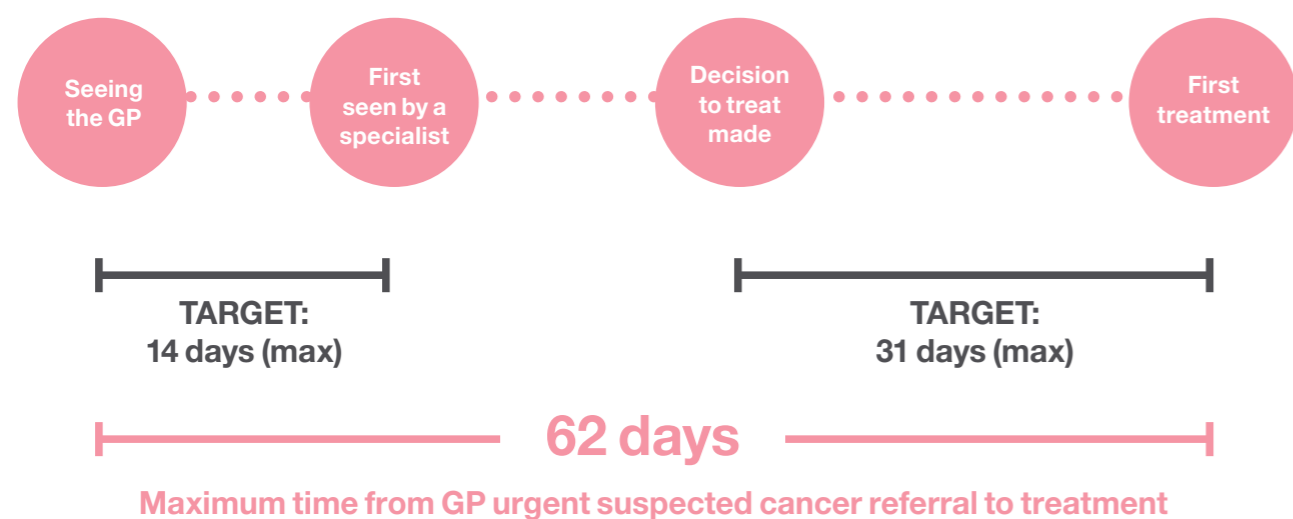 Seeing
the GP
First
seen by a
specialist
Decision
to treat
made
First
treatment
TARGET:
14 days (max)
TARGET:
31 days (max)
62 days
Maximum time from GP urgent suspected cancer referral to treatment